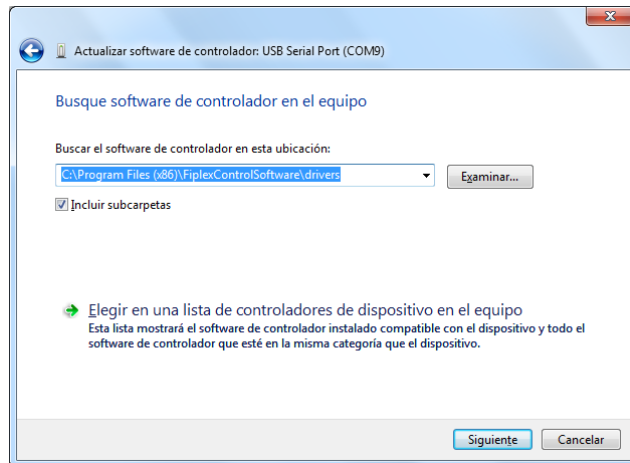 Actualizar software de controlador: USB Serial Port (COM9)
Busque software de controlador en el equipo
Buscar el software de controlador en esta ubicación:
C:\Program Files (x86)\FiplexControlSoftware\drivers
Examinar...
Incluir subcarpetas
Elegir en una lista de controladores de dispositivo en el equipo
Esta lista mostrará el software de controlador instalado compatible con el dispositivo y todo el
software de controlador que esté en la misma categoría que el dispositivo.
Siguiente
Cancelar